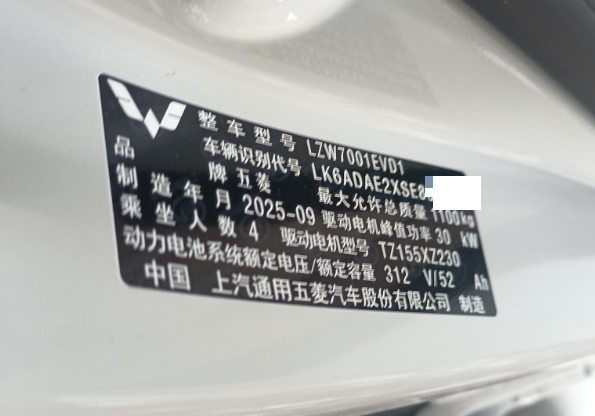 整车型号 LZW7001EVD1
车辆识别代号 LK6ADAE2XSE8
品牌 五菱 最大允许总质量 1100kg
制造年月 2025-09 驱动电机峰值功率 30 kW
乘坐人数 4 驱动电机型号 TZ155XZ230
动力电池系统额定电压/额定容量 312 V/52 Ah
中国 上汽通用五菱汽车股份有限公司 制造